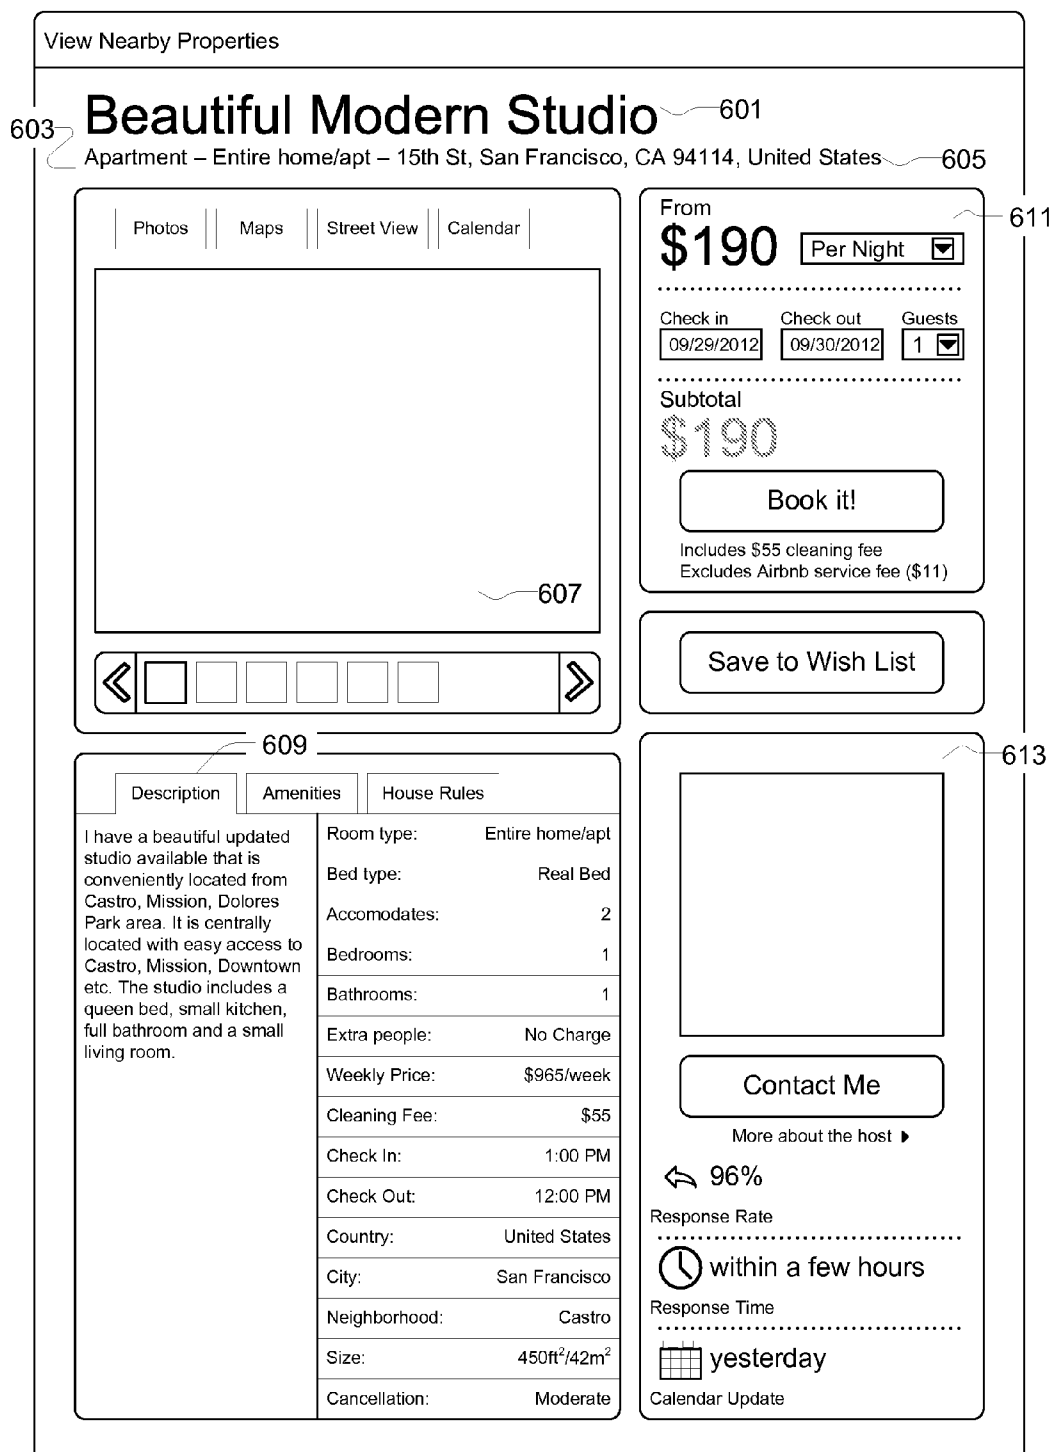 View Nearby Properties
Beautiful Modern Studio
601
603
Apartment – Entire home/apt – 15th St, San Francisco, CA 94114, United States
605
Photos
Maps
Street View
Calendar
607
From
611
$190
Per Night
Check in
Check out
Guests
09/29/2012
09/30/2012
1
Subtotal
$190
Book it!
Includes $55 cleaning fee
Excludes Airbnb service fee ($11)
Save to Wish List
609
Description
Amenities
House Rules
I have a beautiful updated
studio available that is
conveniently located from
Castro, Mission, Dolores
Park area. It is centrally
located with easy access to
Castro, Mission, Downtown
etc. The studio includes a
queen bed, small kitchen,
full bathroom and a small
living room.
Room type: Entire home/apt
Bed type: Real Bed
Accomodates: 2
Bedrooms: 1
Bathrooms: 1
Extra people: No Charge
Weekly Price: $965/week
Cleaning Fee: $55
Check In: 1:00 PM
Check Out: 12:00 PM
Country: United States
City: San Francisco
Neighborhood: Castro
Size: 450ft²/42m²
Cancellation: Moderate
613
Contact Me
More about the host
96%
Response Rate
within a few hours
Response Time
yesterday
Calendar Update